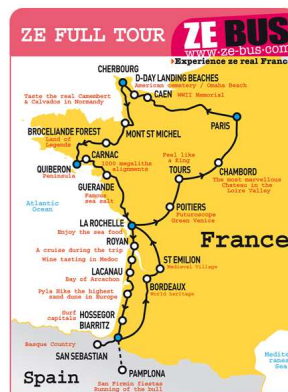 ZE FULL TOUR
ZE BUS
www.ze-bus.com
Experience ze real France
CHERBOURG
D-DAY LANDING BEACHES
American cemetery / Omaha Beach
CAEN WWII Memorial
Taste the real Camembert
& Calvados in Normandy
PARIS
BROCELIANDE FOREST
Land of
Legends
MONT ST MICHEL
CARNAC
1000 megaliths
alignments
Feel like
a King
QUIBERON
Peninsula
TOURS
CHAMBORD
The most marvellous
Chateau in the
Loire Valley
GUERANDE
Famous
sea salt
Atlantic
Ocean
POITIERS
Futuroscope
Green Venice
LA ROCHELLE
Enjoy the sea food
France
ROYAN
A cruise during the trip
Wine tasting in Medoc
ST EMILION
Medieval Village
LACANAU
Bay of Arcachon
BORDEAUX
World heritage
Pyla Hike the highest
sand dune in Europe
Surf
capitals
HOSSEGOR
BIARRITZ
Basque Country
SAN SEBASTIAN
Medite
ranea
Sea
Spain
PAMPLONA
San Firmin fiestas
Running of the bull